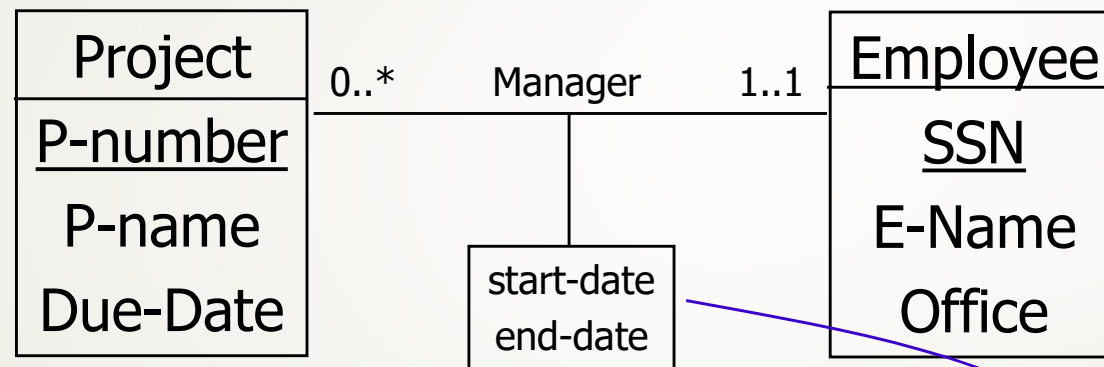 Project
P-number
P-name
Due-Date
0..* Manager 1..1
start-date
end-date
Employee
SSN
E-Name
Office